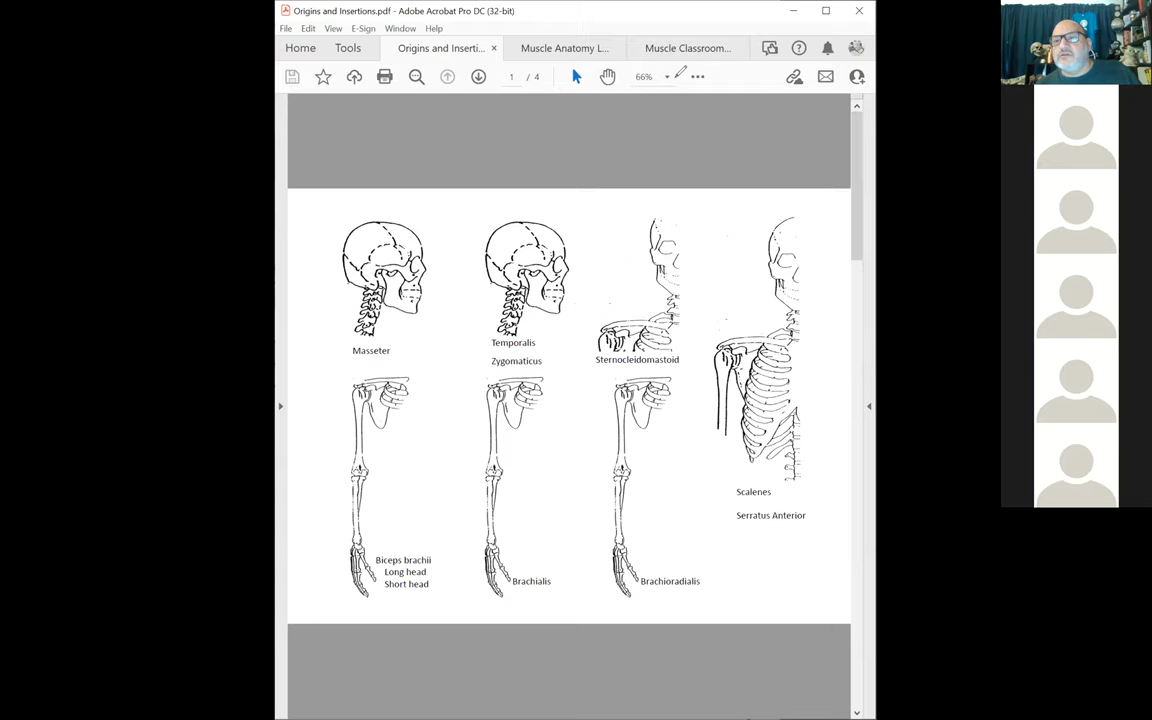 Origins and Insertions.pdf - Adobe Acrobat Pro DC (32-bit)
File Edit View E-Sign Window Help
Home Tools Origins and Inserti... × Muscle Anatomy L... Muscle Classroom...
1 / 4 66%
Masseter
Temporalis
Zygomaticus
Sternocleidomastoid
Scalenes
Serratus Anterior
Biceps brachii
Long head
Short head
Brachialis
Brachioradialis